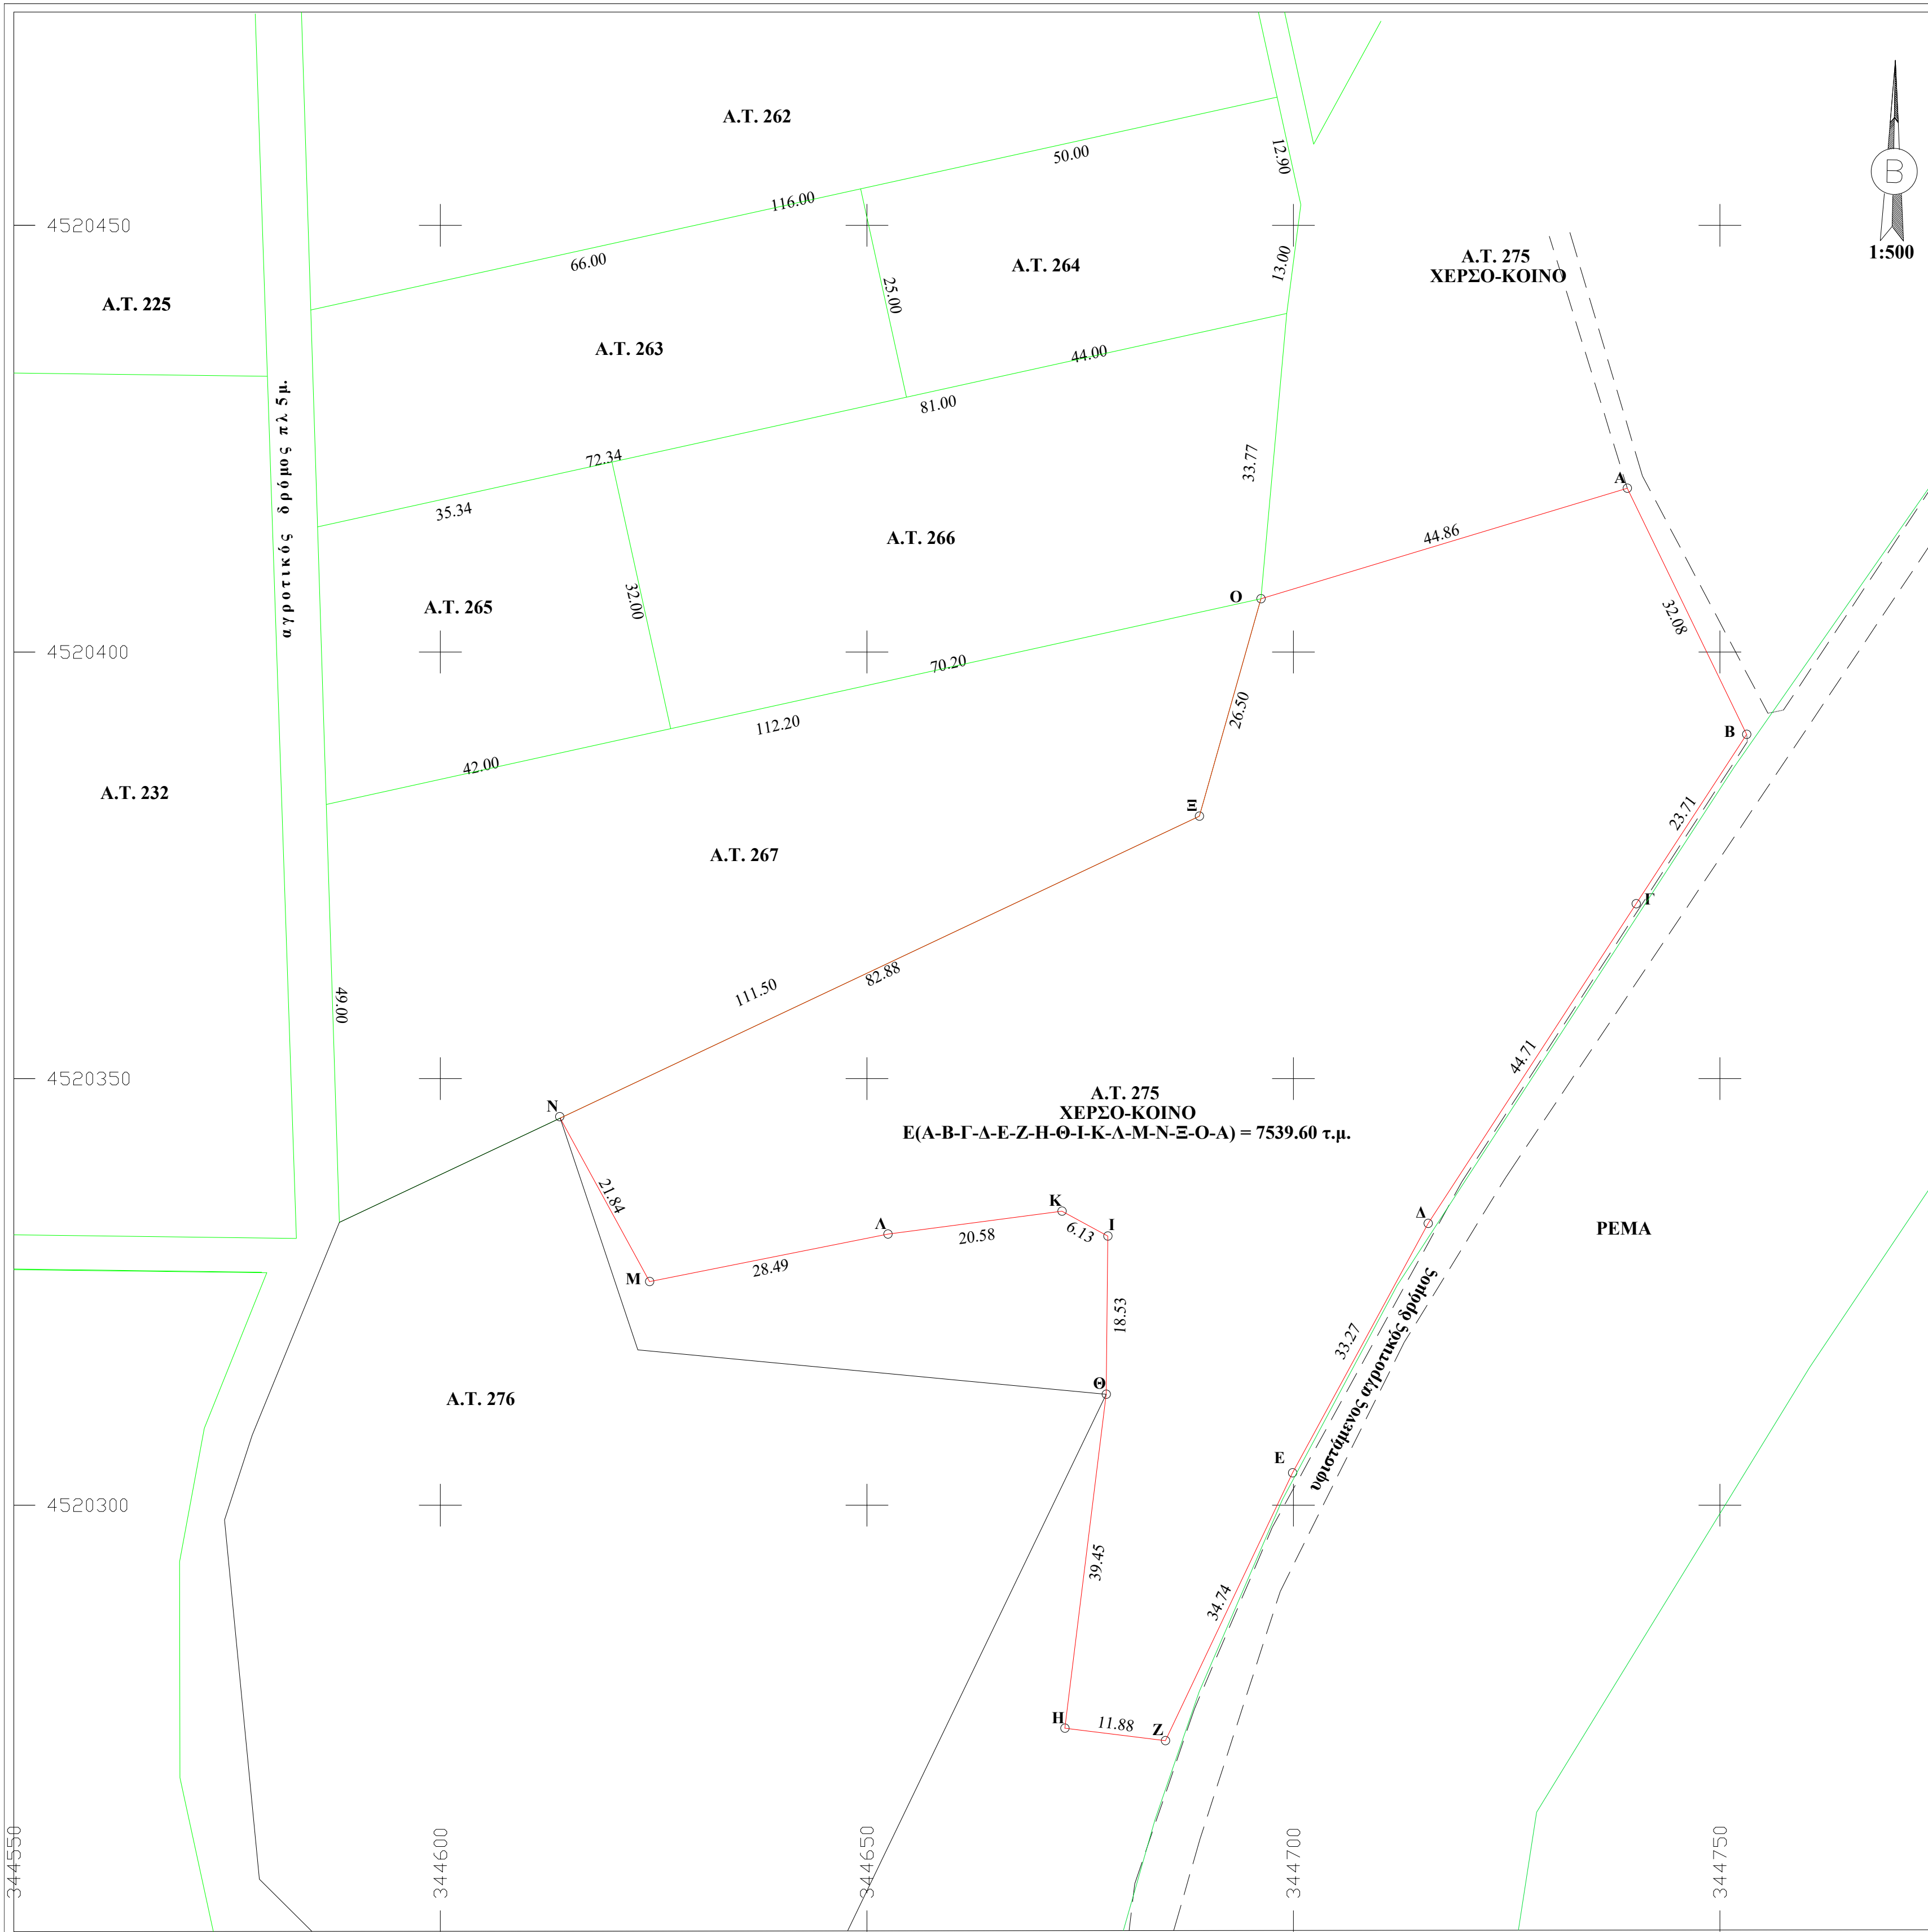 Α.Τ. 262
50.00
12.90
116.00
Β
4520450
66.00
Α.Τ. 264
13.00
Α.Τ. 275
ΧΕΡΣΟ-ΚΟΙΝΟ
1:500
25.00
Α.Τ. 225
Α.Τ. 263
44.00
81.00
αγροτικός δρόμος πλ 5μ.
72.34
33.77
Α
35.34
44.86
Α.Τ. 266
Ο
32.00
Α.Τ. 265
32.08
4520400
70.20
112.20
26.50
Β
42.00
Α.Τ. 232
Ξ
23.71
Α.Τ. 267
Γ
82.88
111.50
49.00
44.71
4520350
Α.Τ. 275
ΧΕΡΣΟ-ΚΟΙΝΟ
Ε(Α-Β-Γ-Δ-Ε-Ζ-Η-Θ-Ι-Κ-Λ-Μ-Ν-Ξ-Ο-Α) = 7539.60 τ.μ.
Ν
21.84
Κ
6.13
Ι
Λ
20.58
Δ
ΡΕΜΑ
Μ
28.49
18.53
33.27
υφιστάμενος αγροτικός δρόμος
Θ
Α.Τ. 276
Ε
4520300
39.45
34.74
Η
11.88
Ζ
344550
344600
344650
344700
344750